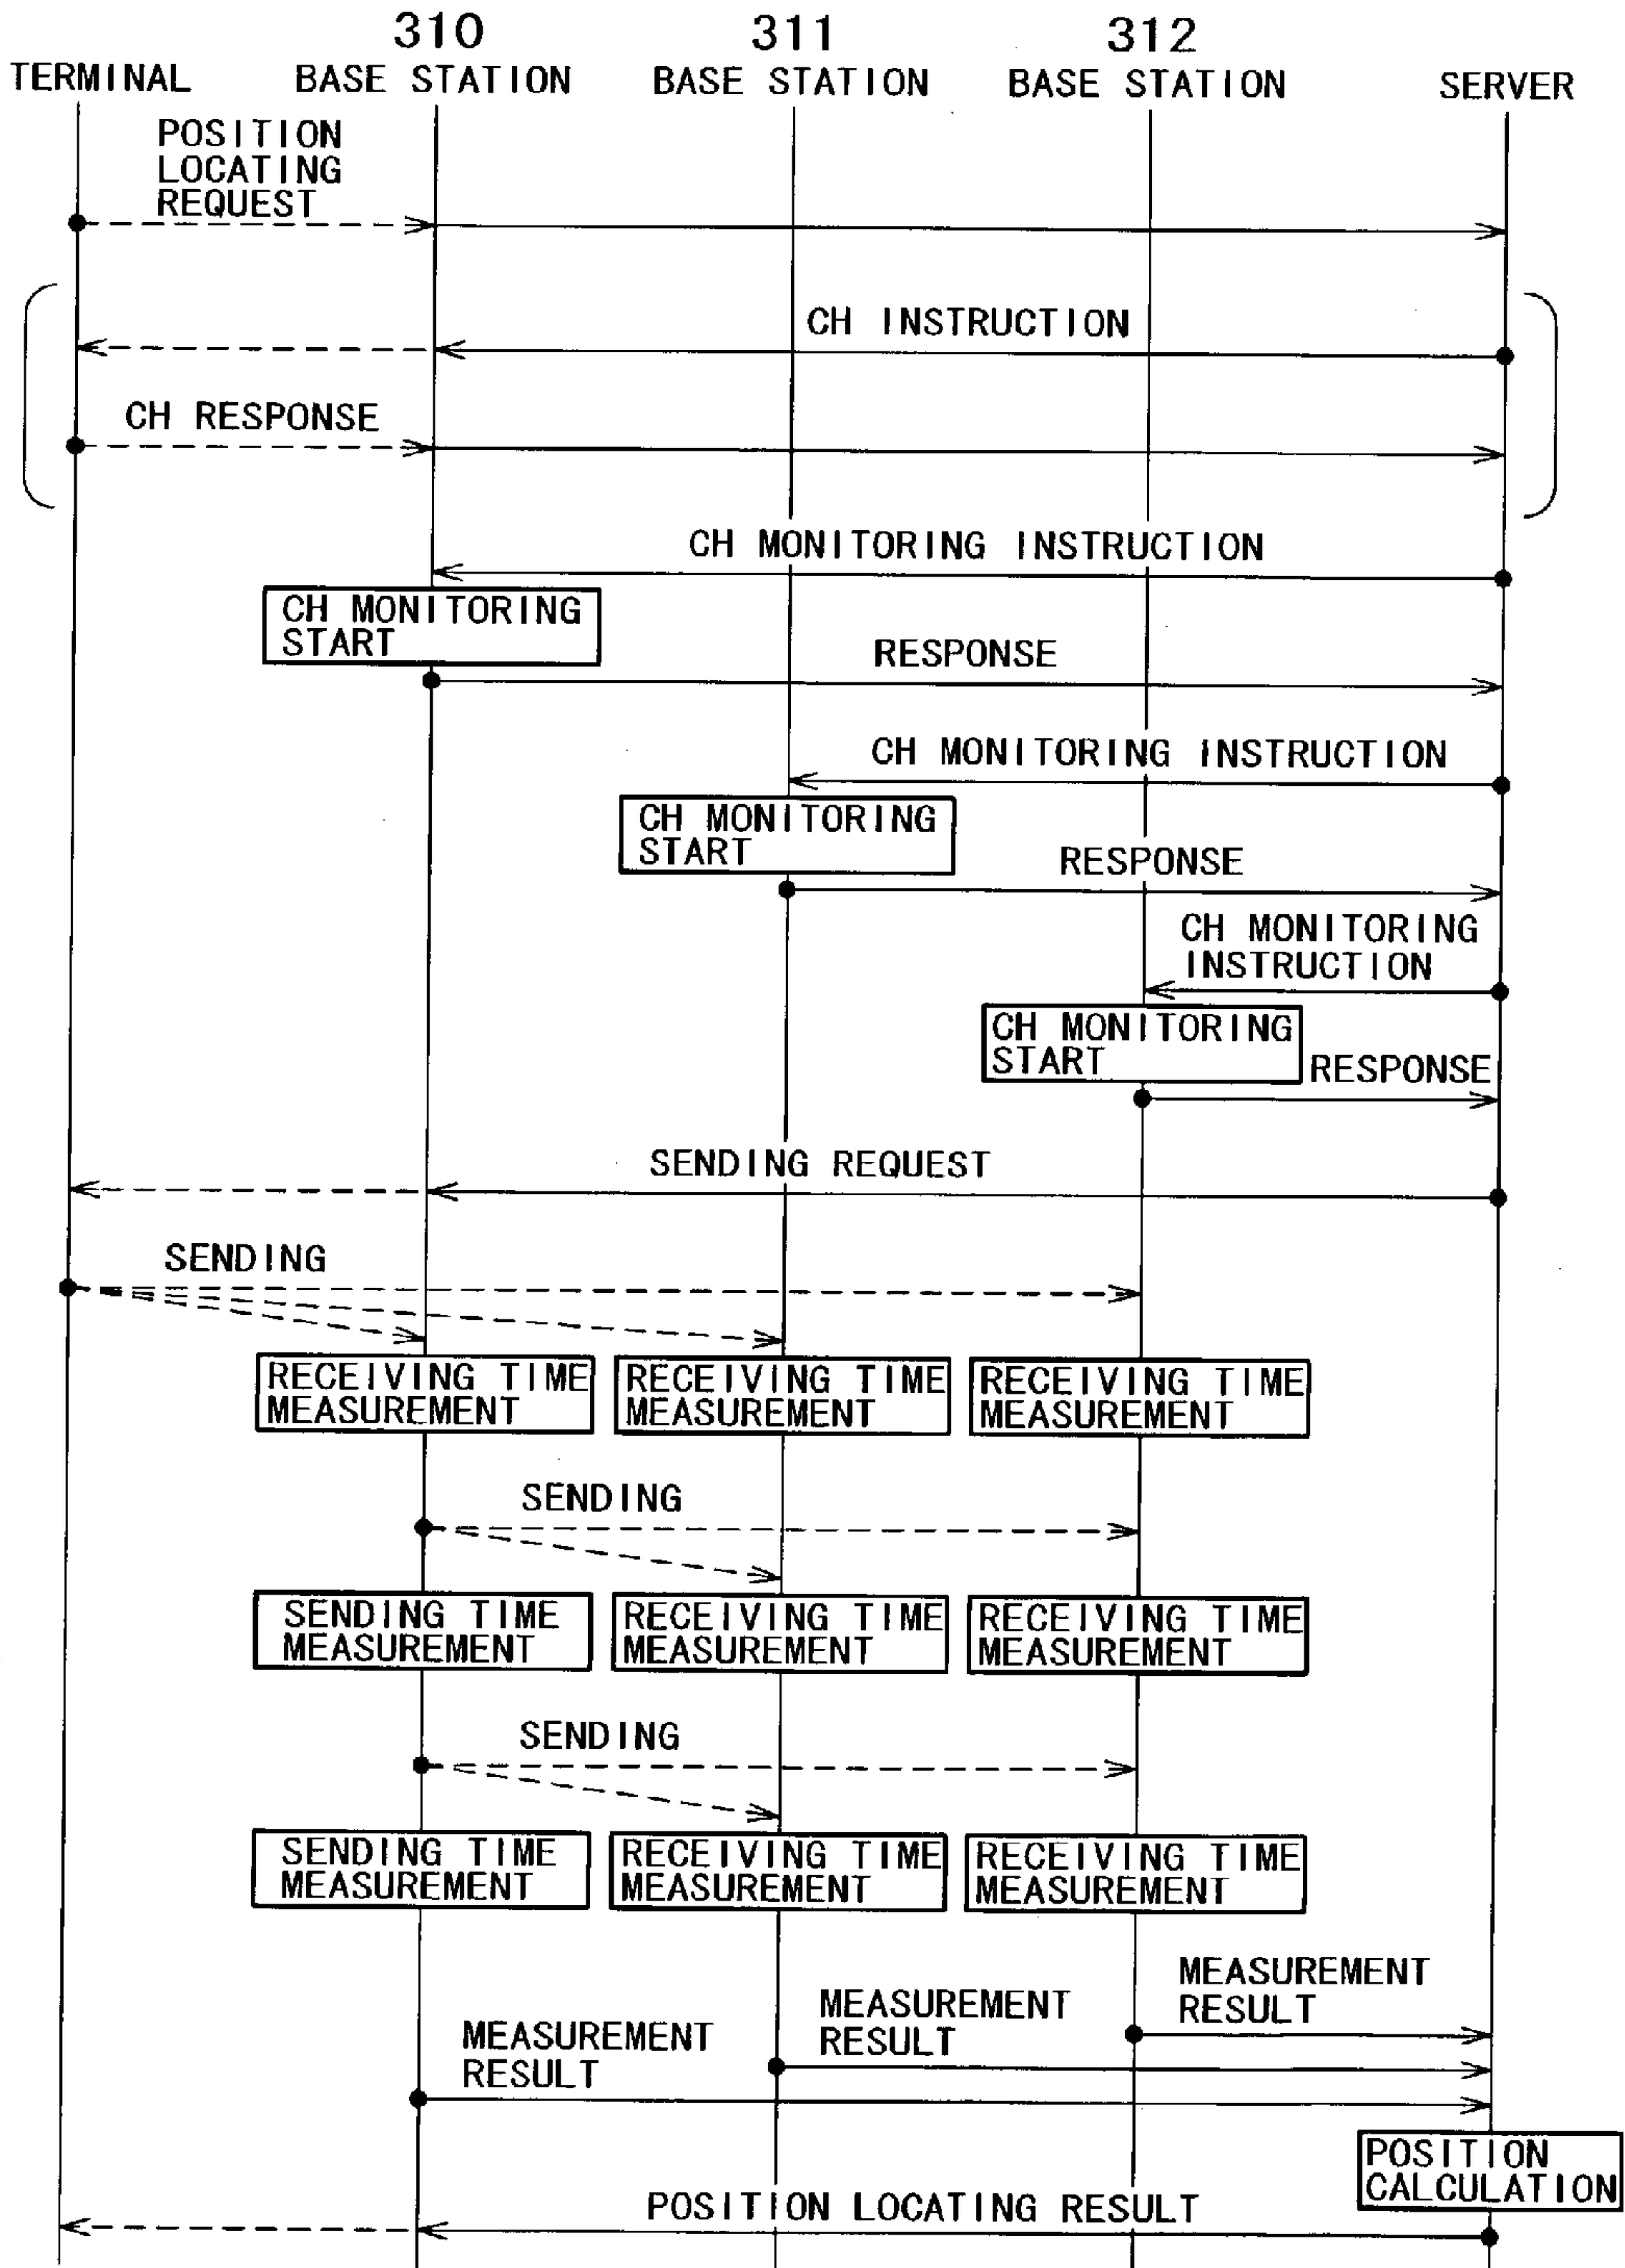 310
311
312
TERMINAL
BASE STATION
BASE STATION
BASE STATION
SERVER
POSITION
LOCATING
REQUEST
CH INSTRUCTION
CH RESPONSE
CH MONITORING INSTRUCTION
CH MONITORING
START
RESPONSE
CH MONITORING INSTRUCTION
CH MONITORING
START
RESPONSE
CH MONITORING
INSTRUCTION
CH MONITORING
START
RESPONSE
SENDING REQUEST
SENDING
RECEIVING TIME
MEASUREMENT
RECEIVING TIME
MEASUREMENT
RECEIVING TIME
MEASUREMENT
SENDING
SENDING TIME
MEASUREMENT
RECEIVING TIME
MEASUREMENT
RECEIVING TIME
MEASUREMENT
SENDING
SENDING TIME
MEASUREMENT
RECEIVING TIME
MEASUREMENT
RECEIVING TIME
MEASUREMENT
MEASUREMENT
RESULT
MEASUREMENT
RESULT
MEASUREMENT
RESULT
POSITION
CALCULATION
POSITION LOCATING RESULT